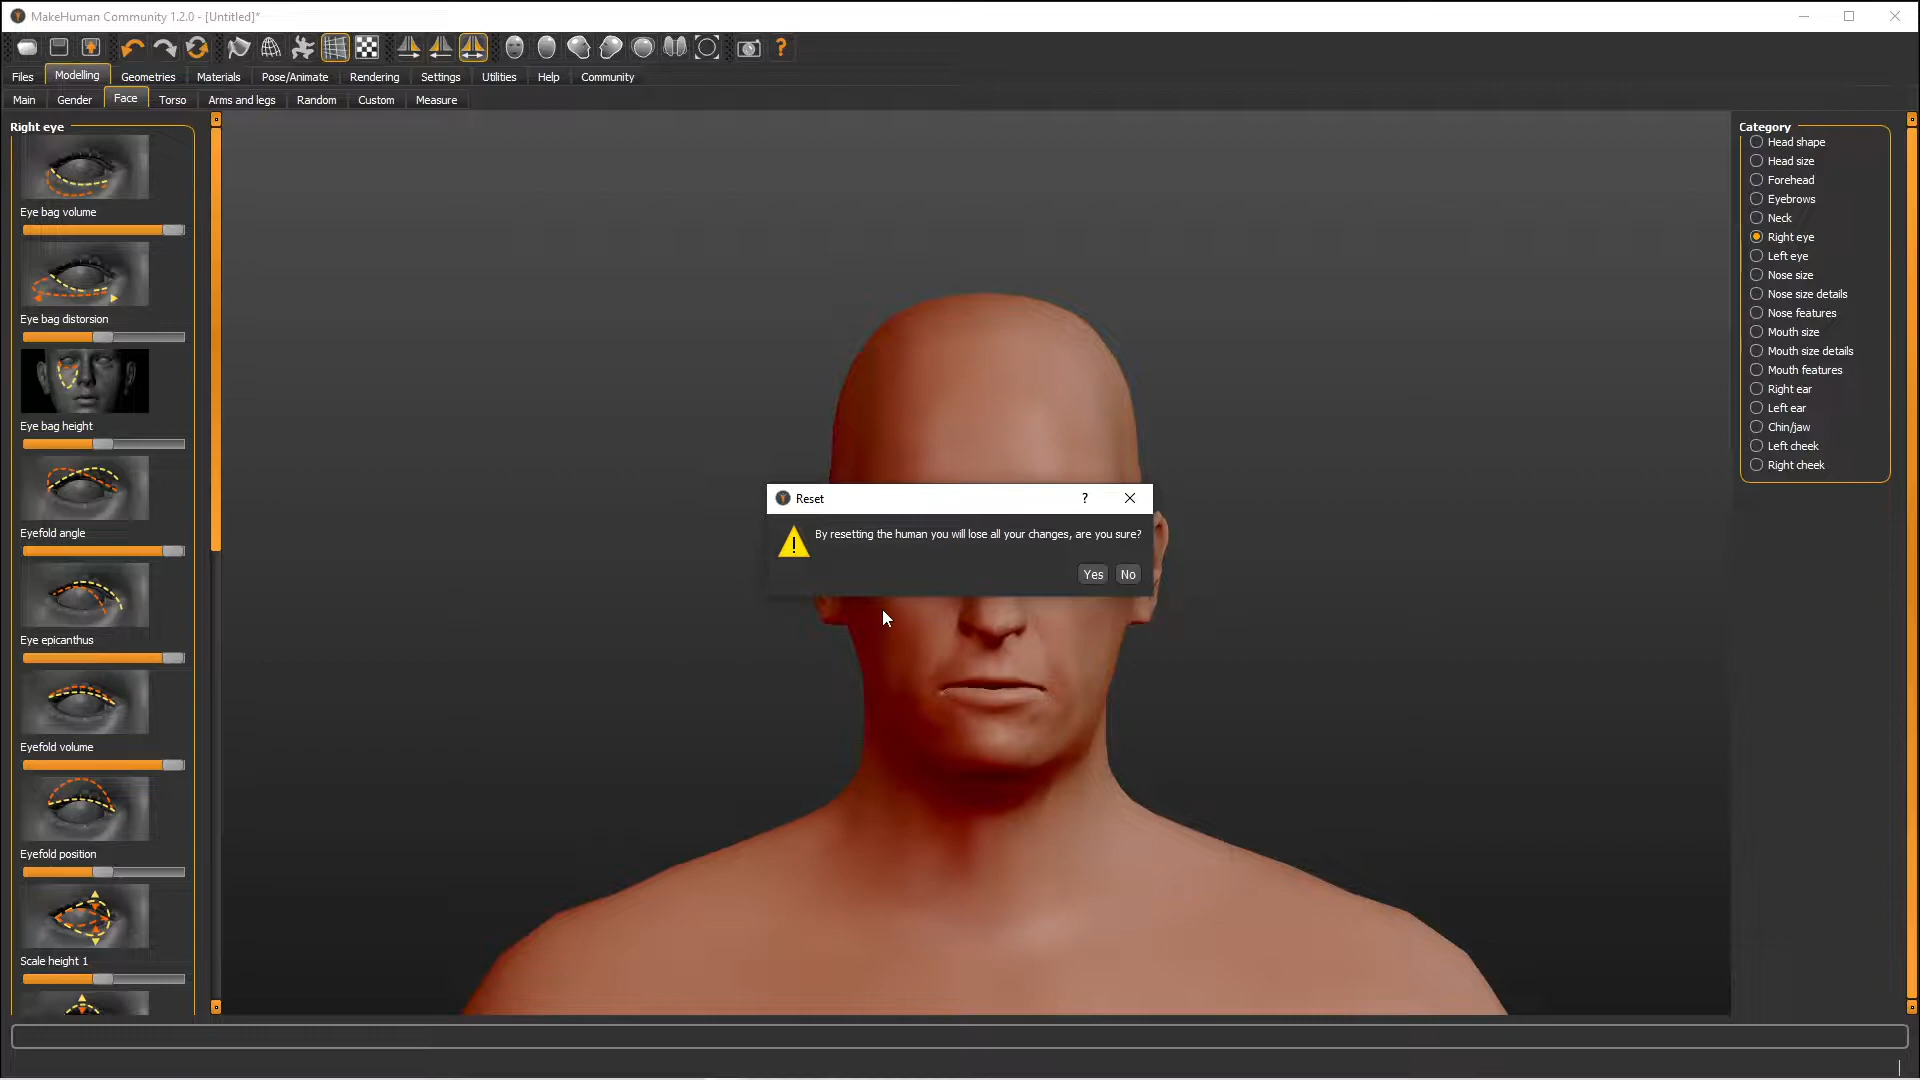 MakeHuman Community 1.2.0 - [Untitled]*
Files Modelling Geometries Materials Pose/Animate Rendering Settings Utilities Help Community
Main Gender Face Torso Arms and legs Random Custom Measure
Right eye
Eye bag volume
Eye bag distorsion
Eye bag height
Eyefold angle
Eye epicanthus
Eyefold volume
Eyefold position
Scale height 1
Reset
?
By resetting the human you will lose all your changes, are you sure?
Yes No
Category
Head shape
Head size
Forehead
Eyebrows
Neck
Right eye
Left eye
Nose size
Nose size details
Nose features
Mouth size
Mouth size details
Mouth features
Right ear
Left ear
Chin/jaw
Left cheek
Right cheek